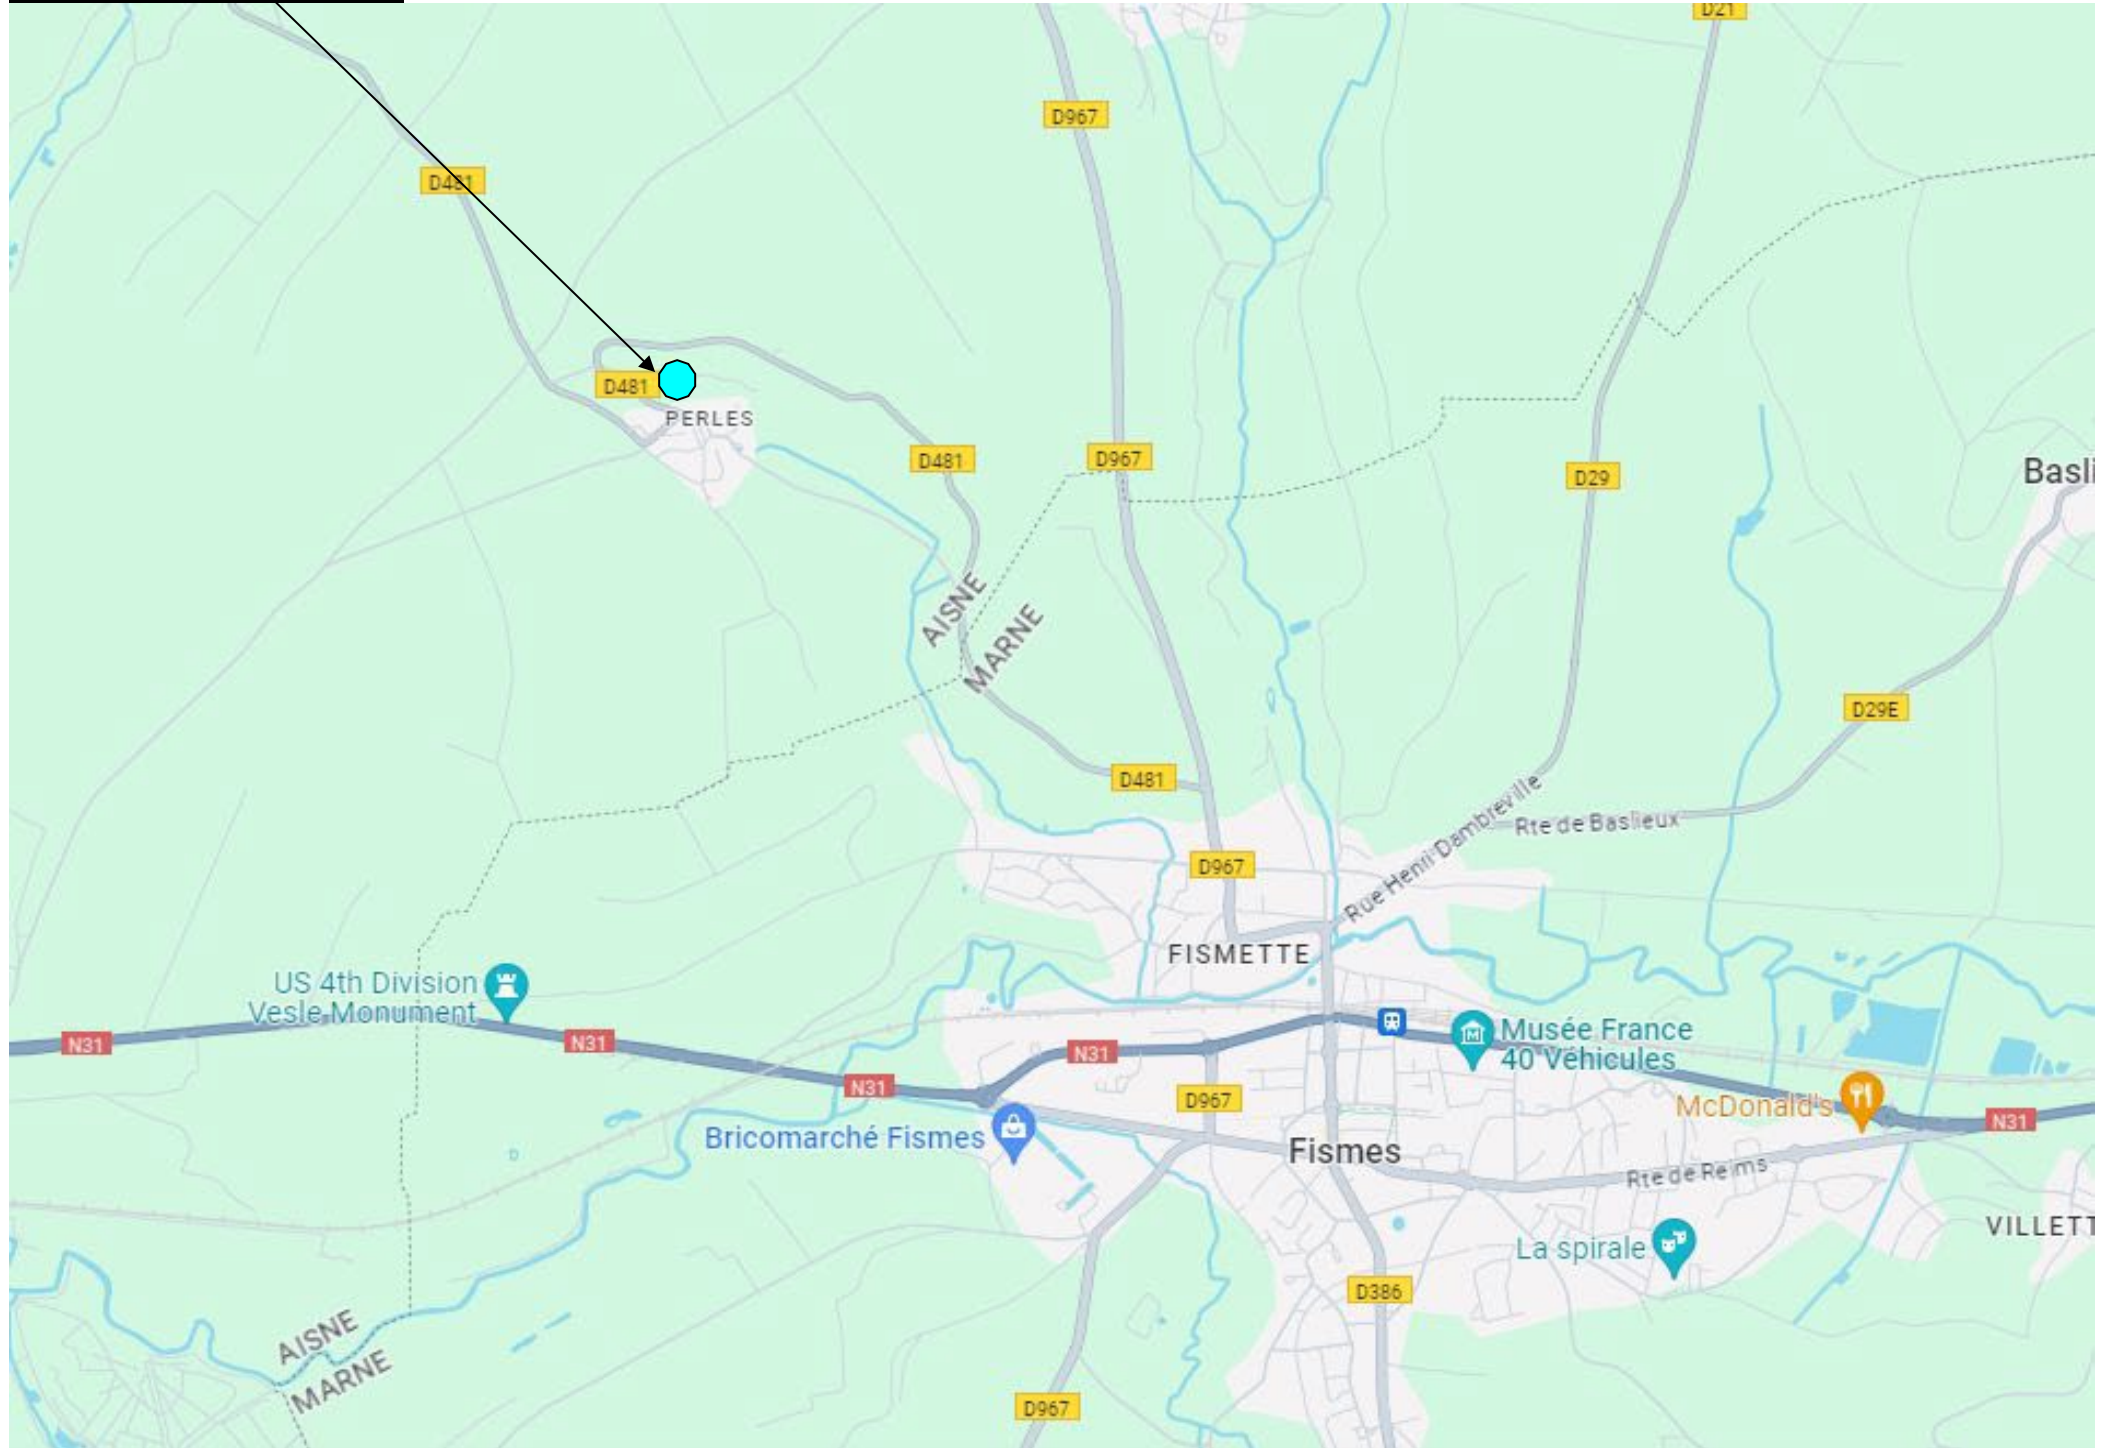 D21
D967
D481
D481
PERLES
D481
D967
D29
Basli
AISNE
MARNE
D29E
D481
Rue Henri Dambreville
Rte de Baslieux
D967
FISMETTE
US 4th Division
Vesle Monument
N31
N31
N31
N31
Musée France
40 Véhicules
D967
McDonald's
N31
Bricomarché Fismes
Fismes
Rte de Reims
VILLETT
La spirale
D386
AISNE
MARNE
D967